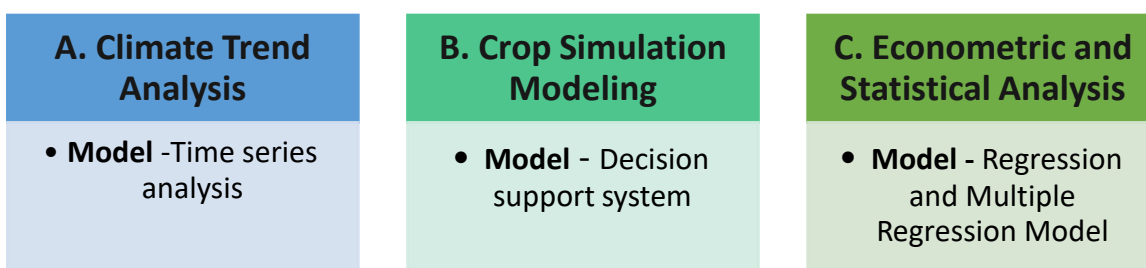 A. Climate Trend
Analysis
• Model -Time series
analysis
B. Crop Simulation
Modeling
• Model - Decision
support system
C. Econometric and
Statistical Analysis
• Model - Regression
and Multiple
Regression Model